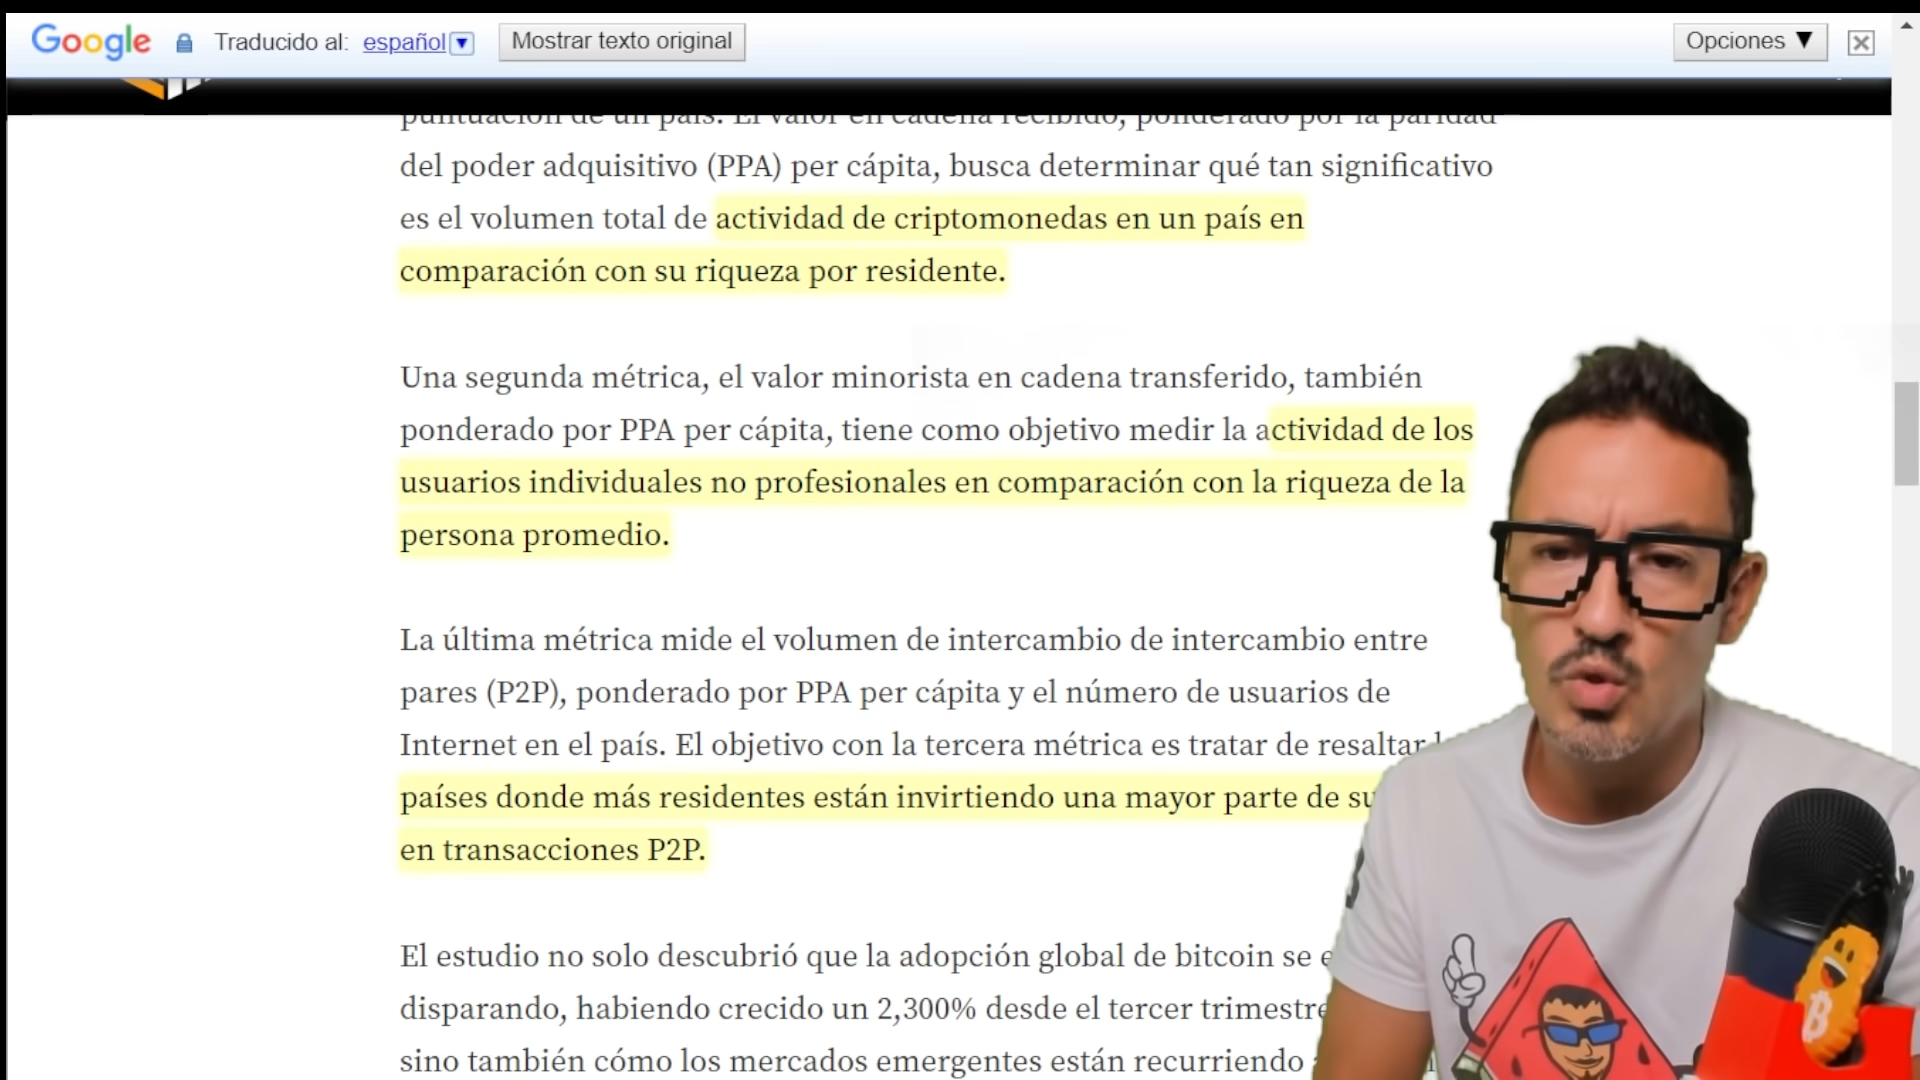 Google Traducido al: español Mostrar texto original Opciones ▼
puntuación de un país. El valor en cadena recibido, ponderado por la paridad
del poder adquisitivo (PPA) per cápita, busca determinar qué tan significativo
es el volumen total de actividad de criptomonedas en un país en
comparación con su riqueza por residente.
Una segunda métrica, el valor minorista en cadena transferido, también
ponderado por PPA per cápita, tiene como objetivo medir la actividad de los
usuarios individuales no profesionales en comparación con la riqueza de la
persona promedio.
La última métrica mide el volumen de intercambio de intercambio entre
pares (P2P), ponderado por PPA per cápita y el número de usuarios de
Internet en el país. El objetivo con la tercera métrica es tratar de resaltar
países donde más residentes están invirtiendo una mayor parte de su
en transacciones P2P.
El estudio no solo descubrió que la adopción global de bitcoin se
disparando, habiendo crecido un 2,300% desde el tercer trimestre
sino también cómo los mercados emergentes están recurriendo